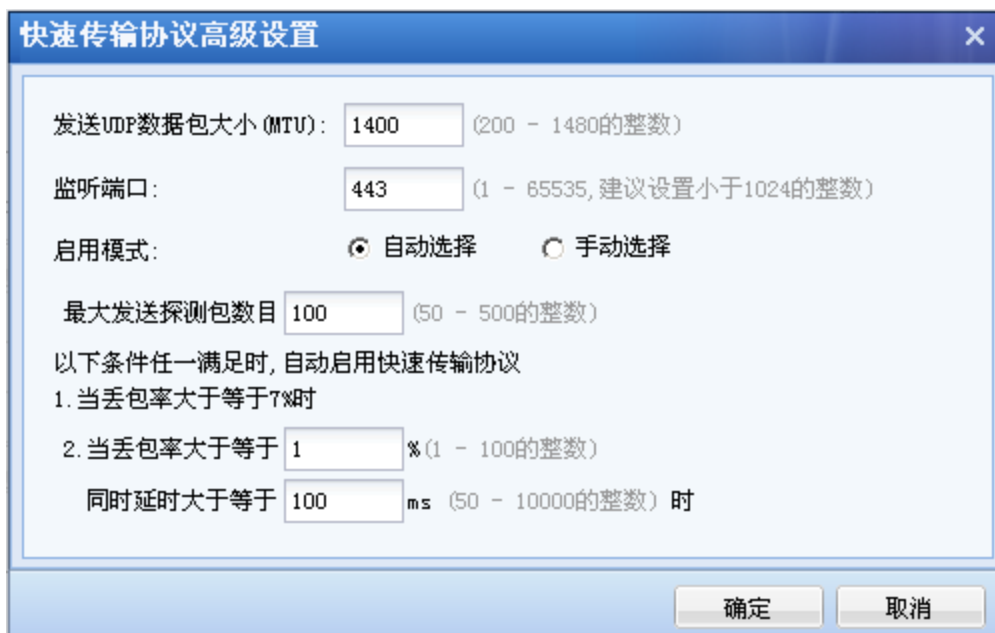 快速传输协议高级设置
发送UDP数据包大小(MTU): 1400 (200 - 1480的整数)
监听端口: 443 (1 - 65535,建议设置小于1024的整数)
启用模式: 自动选择 手动选择
最大发送探测包数目 100 (50 - 500的整数)
以下条件任一满足时,自动启用快速传输协议
1.当丢包率大于等于7%时
2.当丢包率大于等于 1 %(1 - 100的整数)
同时延时大于等于 100 ms (50 - 10000的整数) 时
确定 取消